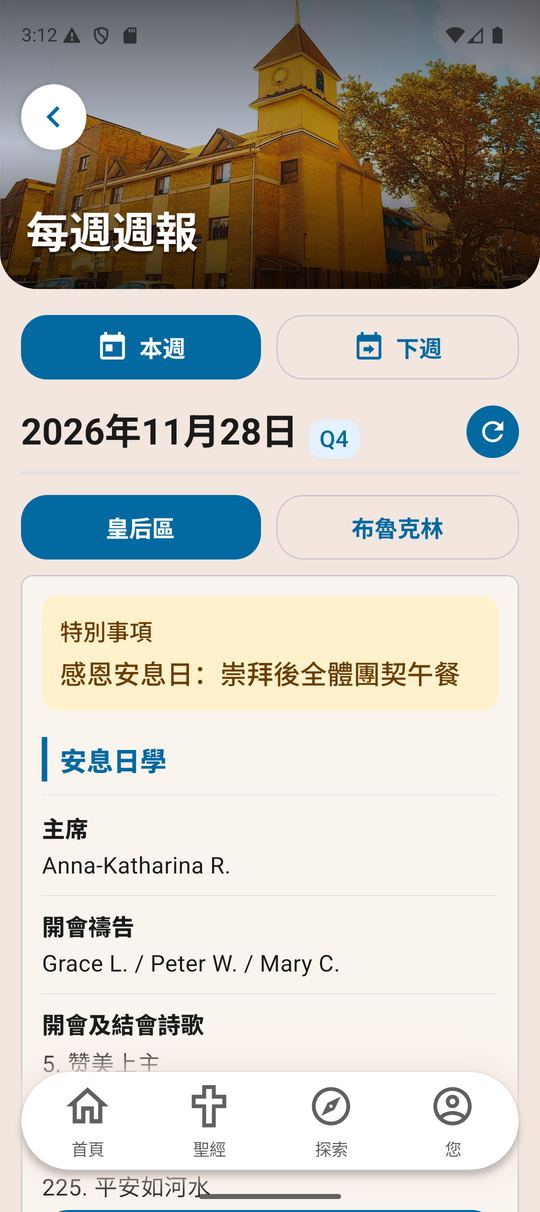 3:12
每週週報
本週
下週
2026年11月28日 Q4
皇后區
布魯克林
特別事項
感恩安息日：崇拜後全體團契午餐
安息日學
主席
Anna-Katharina R.
開會禱告
Grace L. / Peter W. / Mary C.
開會及結會詩歌
5. 赞美上主
首頁
聖經
探索
您
225. 平安如河水